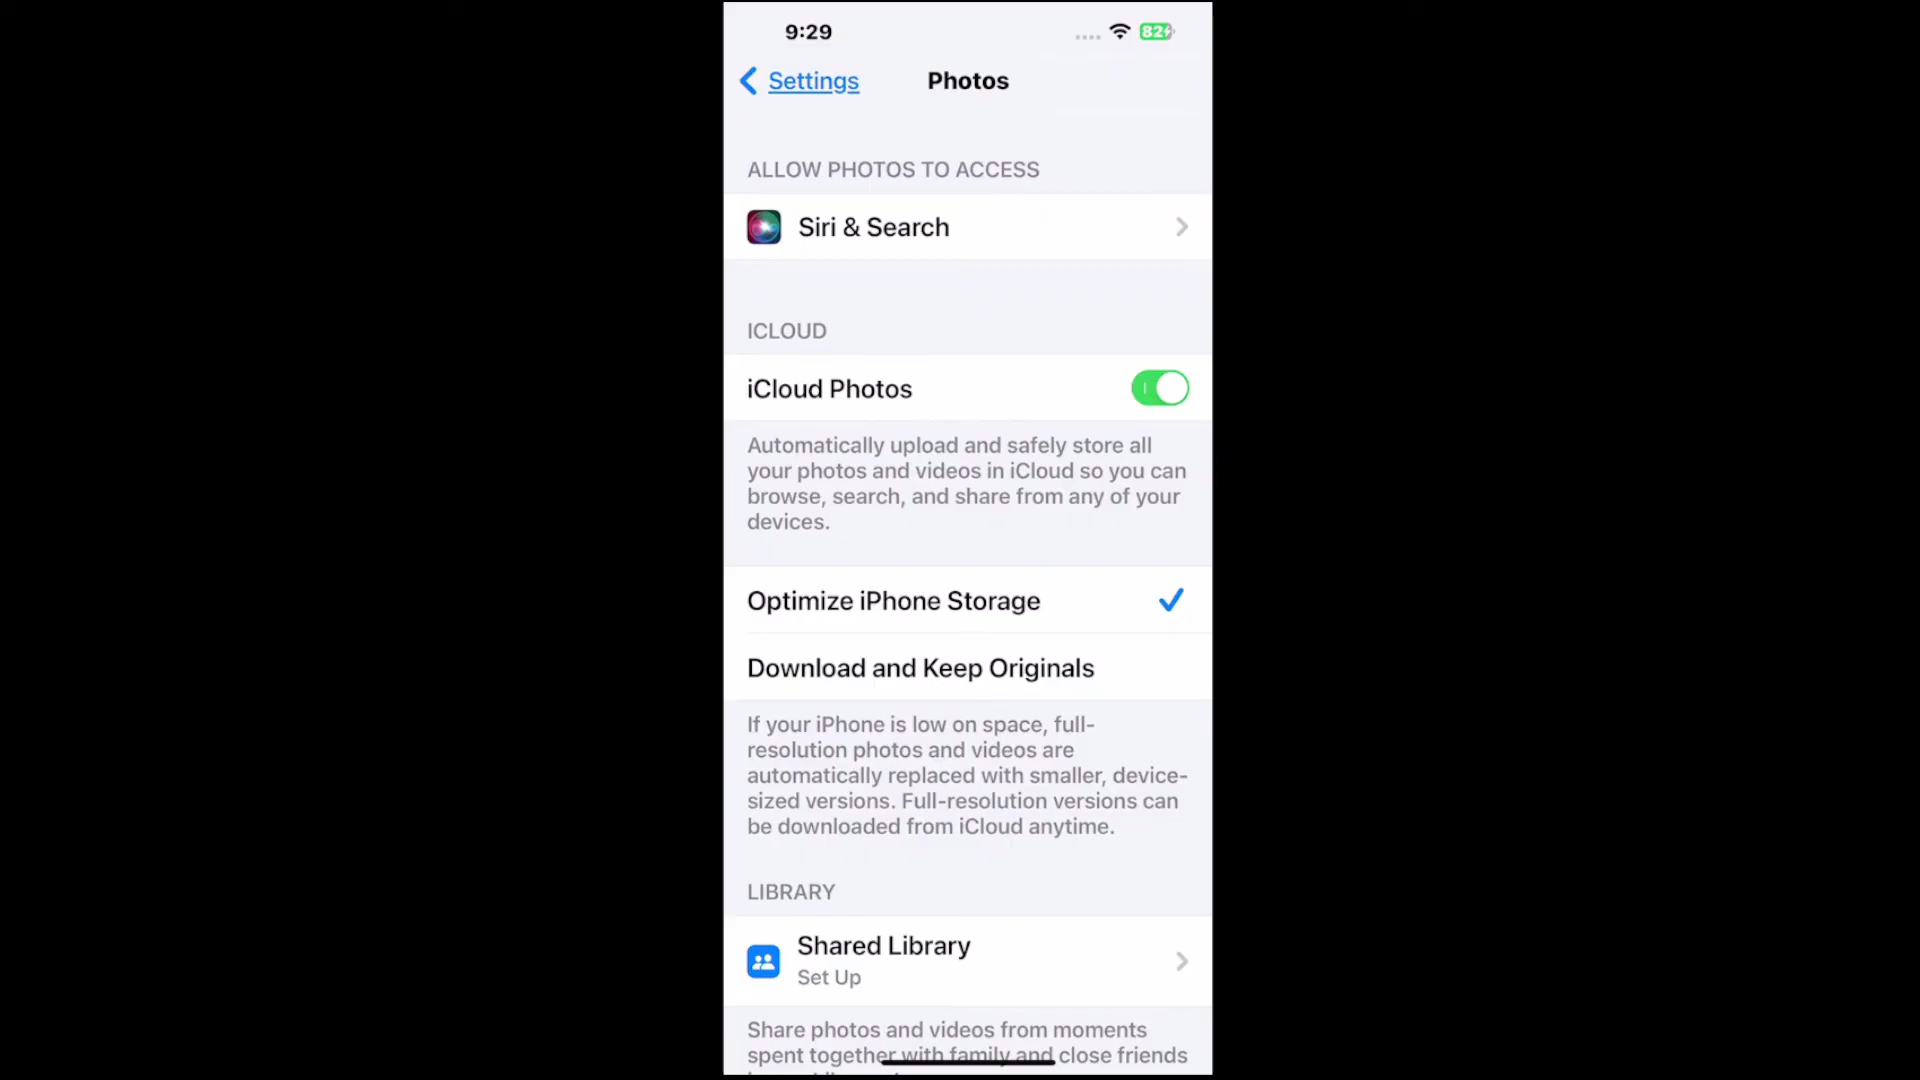 9:29
82
Settings
Photos
ALLOW PHOTOS TO ACCESS
Siri & Search
ICLOUD
iCloud Photos
Automatically upload and safely store all
your photos and videos in iCloud so you can
browse, search, and share from any of your
devices.
Optimize iPhone Storage
Download and Keep Originals
If your iPhone is low on space, full-
resolution photos and videos are
automatically replaced with smaller, device-
sized versions. Full-resolution versions can
be downloaded from iCloud anytime.
LIBRARY
Shared Library
Set Up
Share photos and videos from moments
spent together with family and close friends